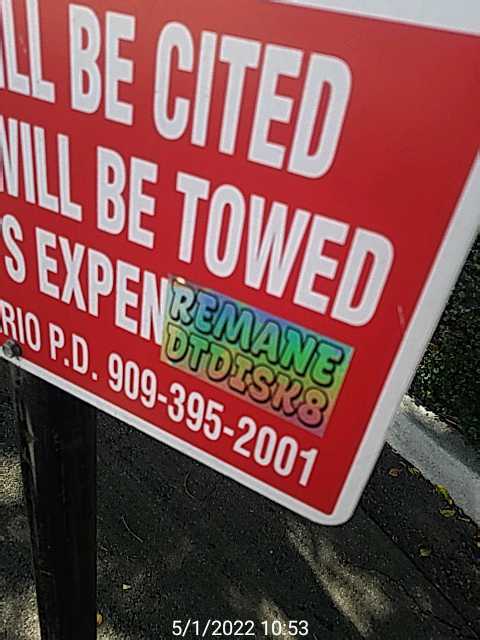 ILL BE CITED
WILL BE TOWED
'S EXPEN
REMANE
DTDISK8
RIO P.D. 909-395-2001
5/1/2022 10:53